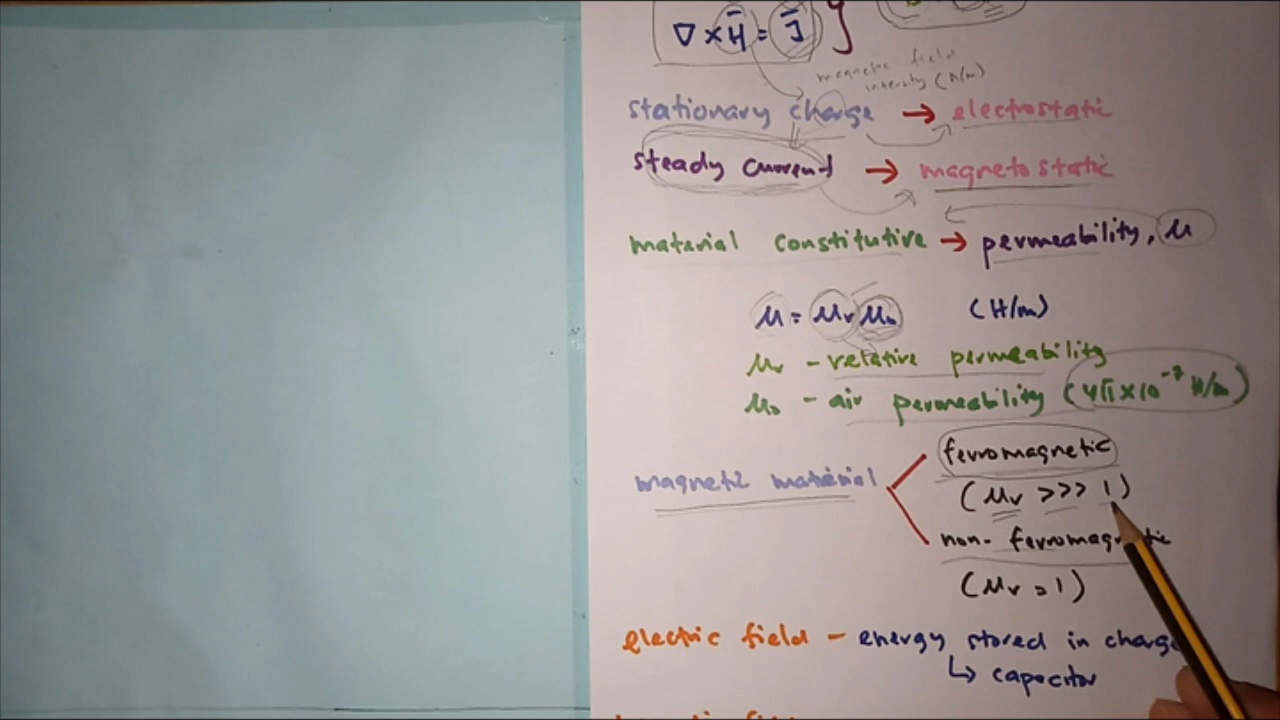 ∇ × H̄ = J̄ }
magnetic field
intensity (A/m)
stationary charge → electrostatic
steady current → magnetostatic
material constitutive → permeability, μ
μ = μr μo (H/m)
μr - relative permeability
μo - air permeability (4π×10⁻⁷ H/m)
magnetic material
ferromagnetic
(μr >>> 1)
non-ferromagnetic
(μr = 1)
electric field - energy stored in charge
↳ capacitor